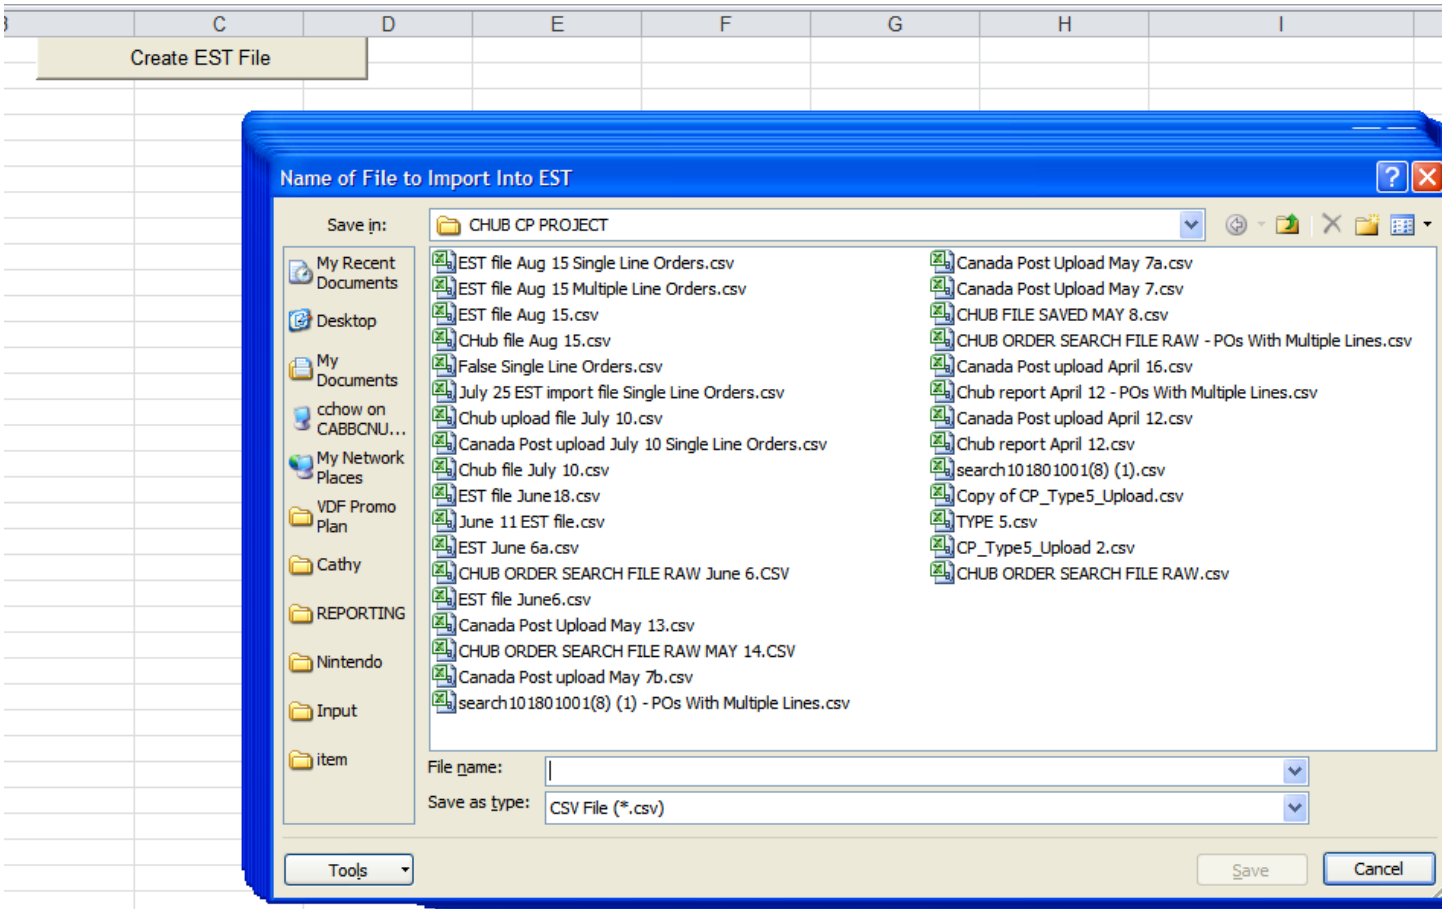 B C D E F G H I
Create EST File
Name of File to Import Into EST
?
Save in:
CHUB CP PROJECT
My Recent
Documents
Desktop
My
Documents
cchow on
CABBCNU...
My Network
Places
VDF Promo
Plan
Cathy
REPORTING
Nintendo
Input
item
EST file Aug 15 Single Line Orders.csv
EST file Aug 15 Multiple Line Orders.csv
EST file Aug 15.csv
CHub file Aug 15.csv
False Single Line Orders.csv
July 25 EST import file Single Line Orders.csv
Chub upload file July 10.csv
Canada Post upload July 10 Single Line Orders.csv
Chub file July 10.csv
EST file June18.csv
June 11 EST file.csv
EST June 6a.csv
CHUB ORDER SEARCH FILE RAW June 6.CSV
EST file June6.csv
Canada Post Upload May 13.csv
CHUB ORDER SEARCH FILE RAW MAY 14.CSV
Canada Post upload May 7b.csv
search101801001(8) (1) - POs With Multiple Lines.csv
Canada Post Upload May 7a.csv
Canada Post Upload May 7.csv
CHUB FILE SAVED MAY 8.csv
CHUB ORDER SEARCH FILE RAW - POs With Multiple Lines.csv
Canada Post upload April 16.csv
Chub report April 12 - POs With Multiple Lines.csv
Canada Post upload April 12.csv
Chub report April 12.csv
search101801001(8) (1).csv
Copy of CP_Type5_Upload.csv
TYPE 5.csv
CP_Type5_Upload 2.csv
CHUB ORDER SEARCH FILE RAW.csv
File name:
Save as type:
CSV File (*.csv)
Tools
Save
Cancel